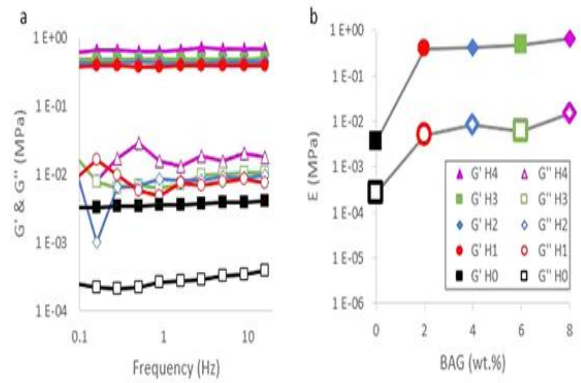 a
1 E+00
1 E-01
1 E-02
1 E-03
1 E-04
G' & G'' (MPa)
0.1
1
10
Frequency (Hz)
b
1 E+00
1 E-01
1 E-02
1 E-03
1 E-04
1 E-05
1 E-06
E (MPa)
G' H4 G'' H4
G' H3 G'' H3
G' H2 G'' H2
G' H1 G'' H1
G' H0 G'' H0
0 2 4 6 8
BAG (wt.%)